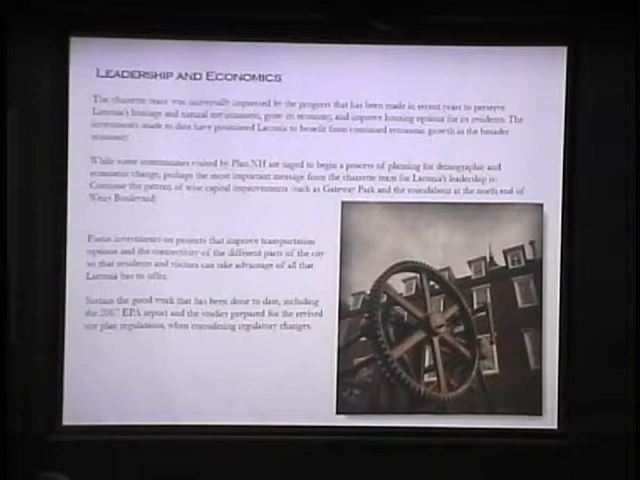 LEADERSHIP AND ECONOMICS
The charrette team was universally impressed by the progress that has been made in recent years to preserve
Laconia's heritage and natural environment, grow its economy, and improve housing options for its residents. The
investments made to date have positioned Laconia to benefit from continued economic growth in the broader
economy.
While some communities visited by Plan NH are urged to begin a process of planning for demographic and
economic change, perhaps the most important message from the charrette team for Laconia's leadership is:
Continue the pattern of wise capital improvements (such as Gateway Park and the roundabout at the north end of
Weirs Boulevard)
Focus investments on projects that improve transportation
options and the connectivity of the different parts of the city
so that residents and visitors can take advantage of all that
Laconia has to offer.
Sustain the good work that has been done to date, including
the 2007 EPA report and the studies prepared for the revised
site plan regulations, when considering regulatory changes.